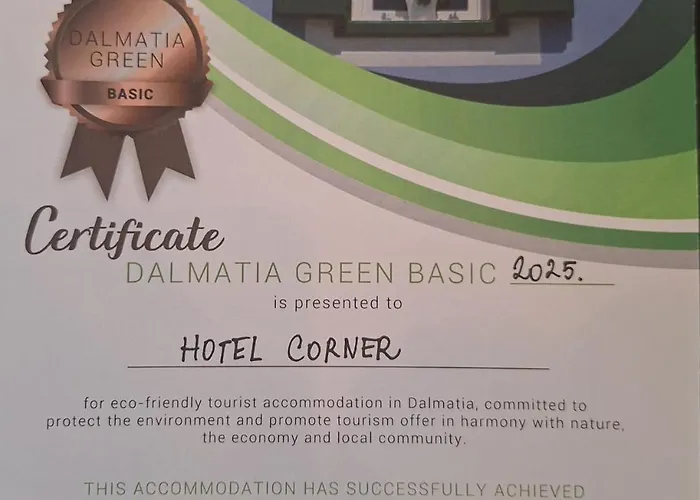 DALMATIA
GREEN
BASIC
Certificate
DALMATIA GREEN BASIC 2025.
is presented to
HOTEL CORNER
for eco-friendly tourist accommodation in Dalmatia, committed to
protect the environment and promote tourism offer in harmony with nature,
the economy and local community.
THIS ACCOMMODATION HAS SUCCESSFULLY ACHIEVED